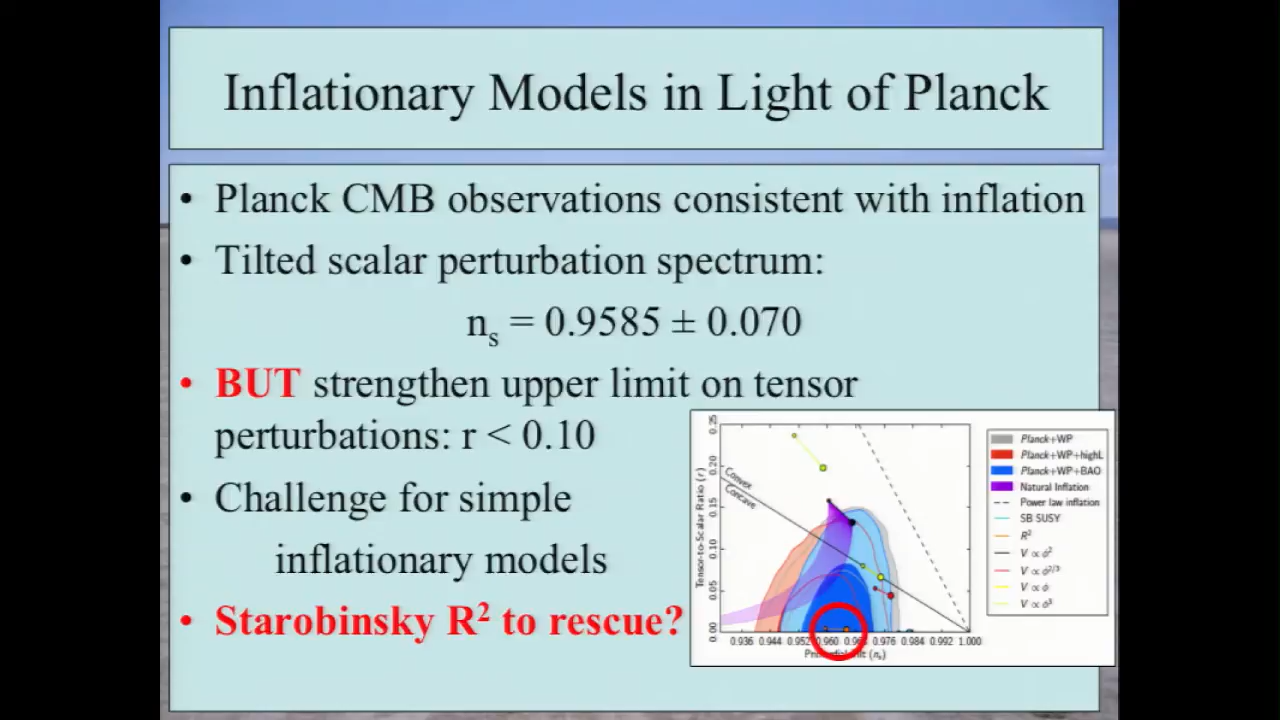 Inflationary Models in Light of Planck
• Planck CMB observations consistent with inflation
• Tilted scalar perturbation spectrum:
nₛ = 0.9585 ± 0.070
• BUT strengthen upper limit on tensor
perturbations: r < 0.10
• Challenge for simple
inflationary models
• Starobinsky R² to rescue?
Tensor-to-Scalar Ratio (r)
0.25
0.20
0.15
0.10
0.05
0.00
Convex
Concave
0.936 0.944 0.952 0.960 0.976 0.984 0.992 1.000
(nₛ)
Planck+WP
Planck+WP+highL
Planck+WP+BAO
Natural Inflation
Power law inflation
SB SUSY
R²
V ∝ ϕ²
V ∝ ϕ²/³
V ∝ ϕ
V ∝ ϕ³